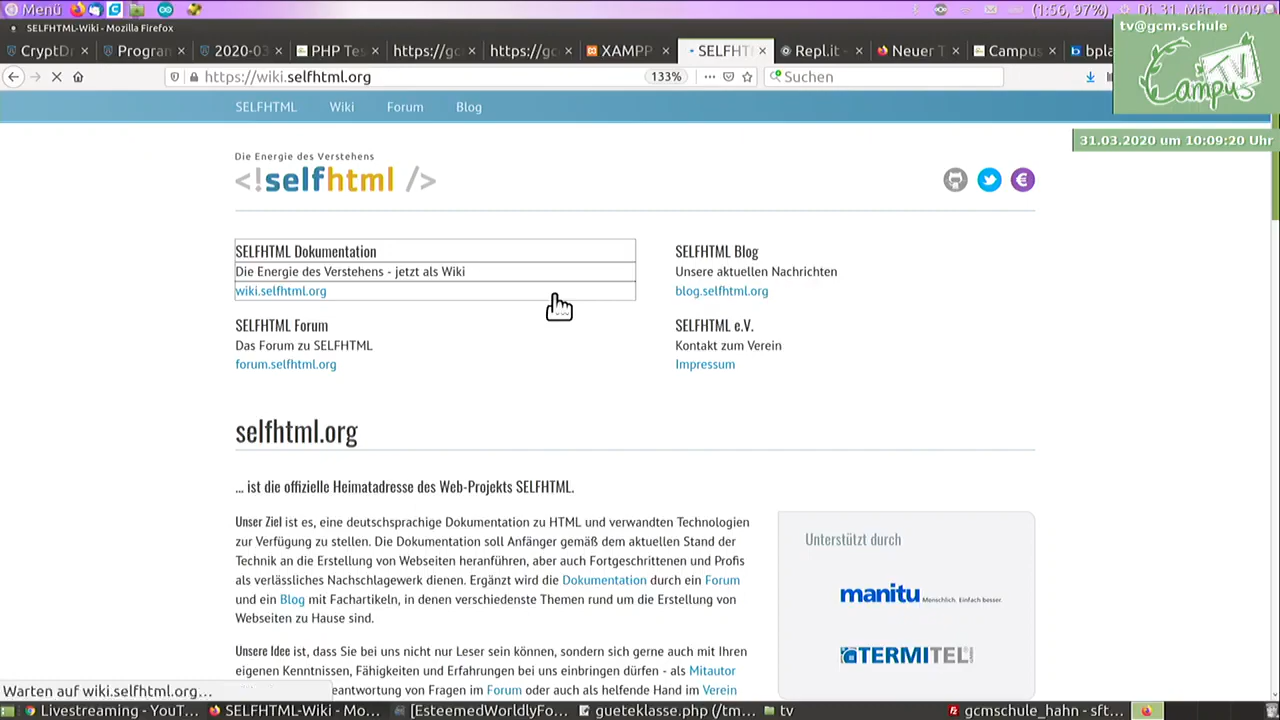 Menü
(1:56, 97%)
Di. 31. Mär, 10:09
tv@gcm.schule
SELFHTML-Wiki - Mozilla Firefox
CryptD
Progran
2020-03
PHP Te
https://gc
https://gc
XAMPP
SELFHT
Repl.it -
Neuer T
Campus
bpla
TV
Campus
https://wiki.selfhtml.org
133%
Suchen
SELFHTML
Wiki
Forum
Blog
31.03.2020 um 10:09:20 Uhr
Die Energie des Verstehens
<!selfhtml />
SELFHTML Dokumentation
Die Energie des Verstehens - jetzt als Wiki
wiki.selfhtml.org
SELFHTML Blog
Unsere aktuellen Nachrichten
blog.selfhtml.org
SELFHTML Forum
Das Forum zu SELFHTML
forum.selfhtml.org
SELFHTML e.V.
Kontakt zum Verein
Impressum
selfhtml.org
... ist die offizielle Heimatadresse des Web-Projekts SELFHTML.
Unser Ziel ist es, eine deutschsprachige Dokumentation zu HTML und verwandten Technologien
zur Verfügung zu stellen. Die Dokumentation soll Anfänger gemäß dem aktuellen Stand der
Technik an die Erstellung von Webseiten heranführen, aber auch Fortgeschrittenen und Profis
als verlässliches Nachschlagewerk dienen. Ergänzt wird die Dokumentation durch ein Forum
und ein Blog mit Fachartikeln, in denen verschiedenste Themen rund um die Erstellung von
Webseiten zu Hause sind.
Unsere Idee ist, dass Sie bei uns nicht nur Leser sein können, sondern sich gerne auch mit Ihren
eigenen Kenntnissen, Fähigkeiten und Erfahrungen bei uns einbringen dürfen - als Mitautor
eantwortung von Fragen im Forum oder auch als helfende Hand im Verein
Unterstützt durch
manitu Menschlich. Einfach besser.
TERMITEL
Warten auf wiki.selfhtml.org...
Livestreaming - YouT...
SELFHTML-Wiki - Mo...
[EsteemedWorldlyFo...
gueteklasse.php (/tm...
tv
gcmschule_hahn - sft...